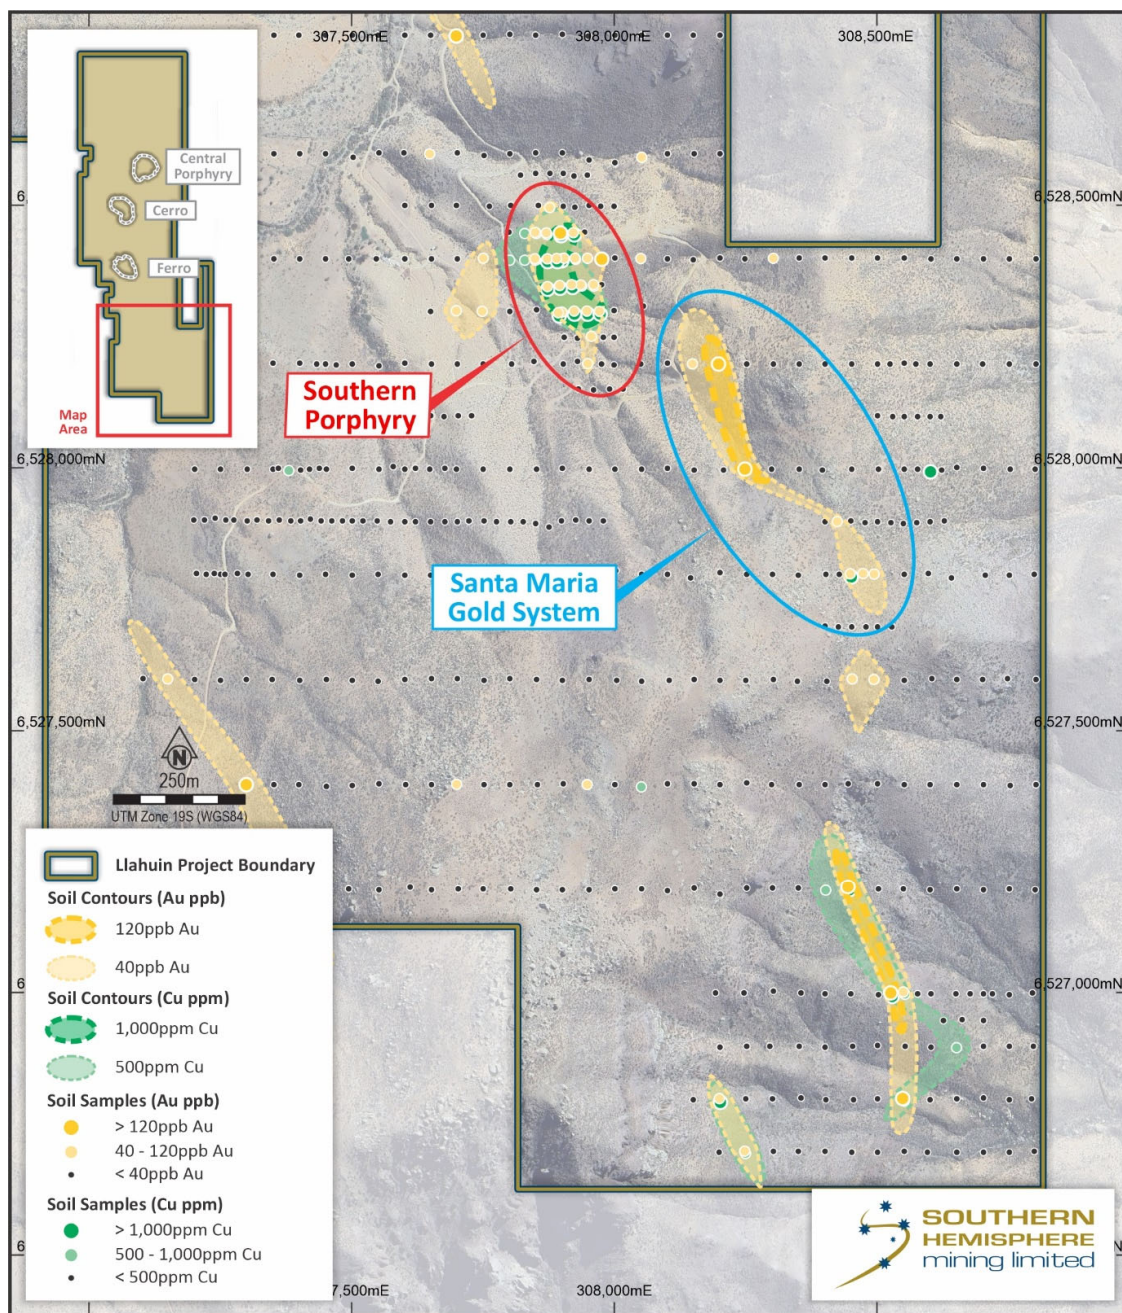 307,500mE
308,000mE
308,500mE
Central
Porphyry
Cerro
Ferro
Map
Area
6,528,500mN
Southern
Porphyry
6,528,000mN
6,528,000mN
Santa Maria
Gold System
6,527,500mN
6,527,500mN
N
250m
UTM Zone 19S (WGS84)
Llahuin Project Boundary
Soil Contours (Au ppb)
120ppb Au
40ppb Au
Soil Contours (Cu ppm)
1,000ppm Cu
500ppm Cu
Soil Samples (Au ppb)
> 120ppb Au
40 - 120ppb Au
< 40ppb Au
Soil Samples (Cu ppm)
> 1,000ppm Cu
500 - 1,000ppm Cu
< 500ppm Cu
6,527,000mN
SOUTHERN
HEMISPHERE
mining limited
7,500mE
308,000mE